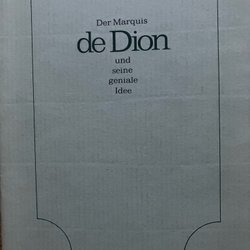 Der Marquis
de Dion
und
seine
geniale
Idee